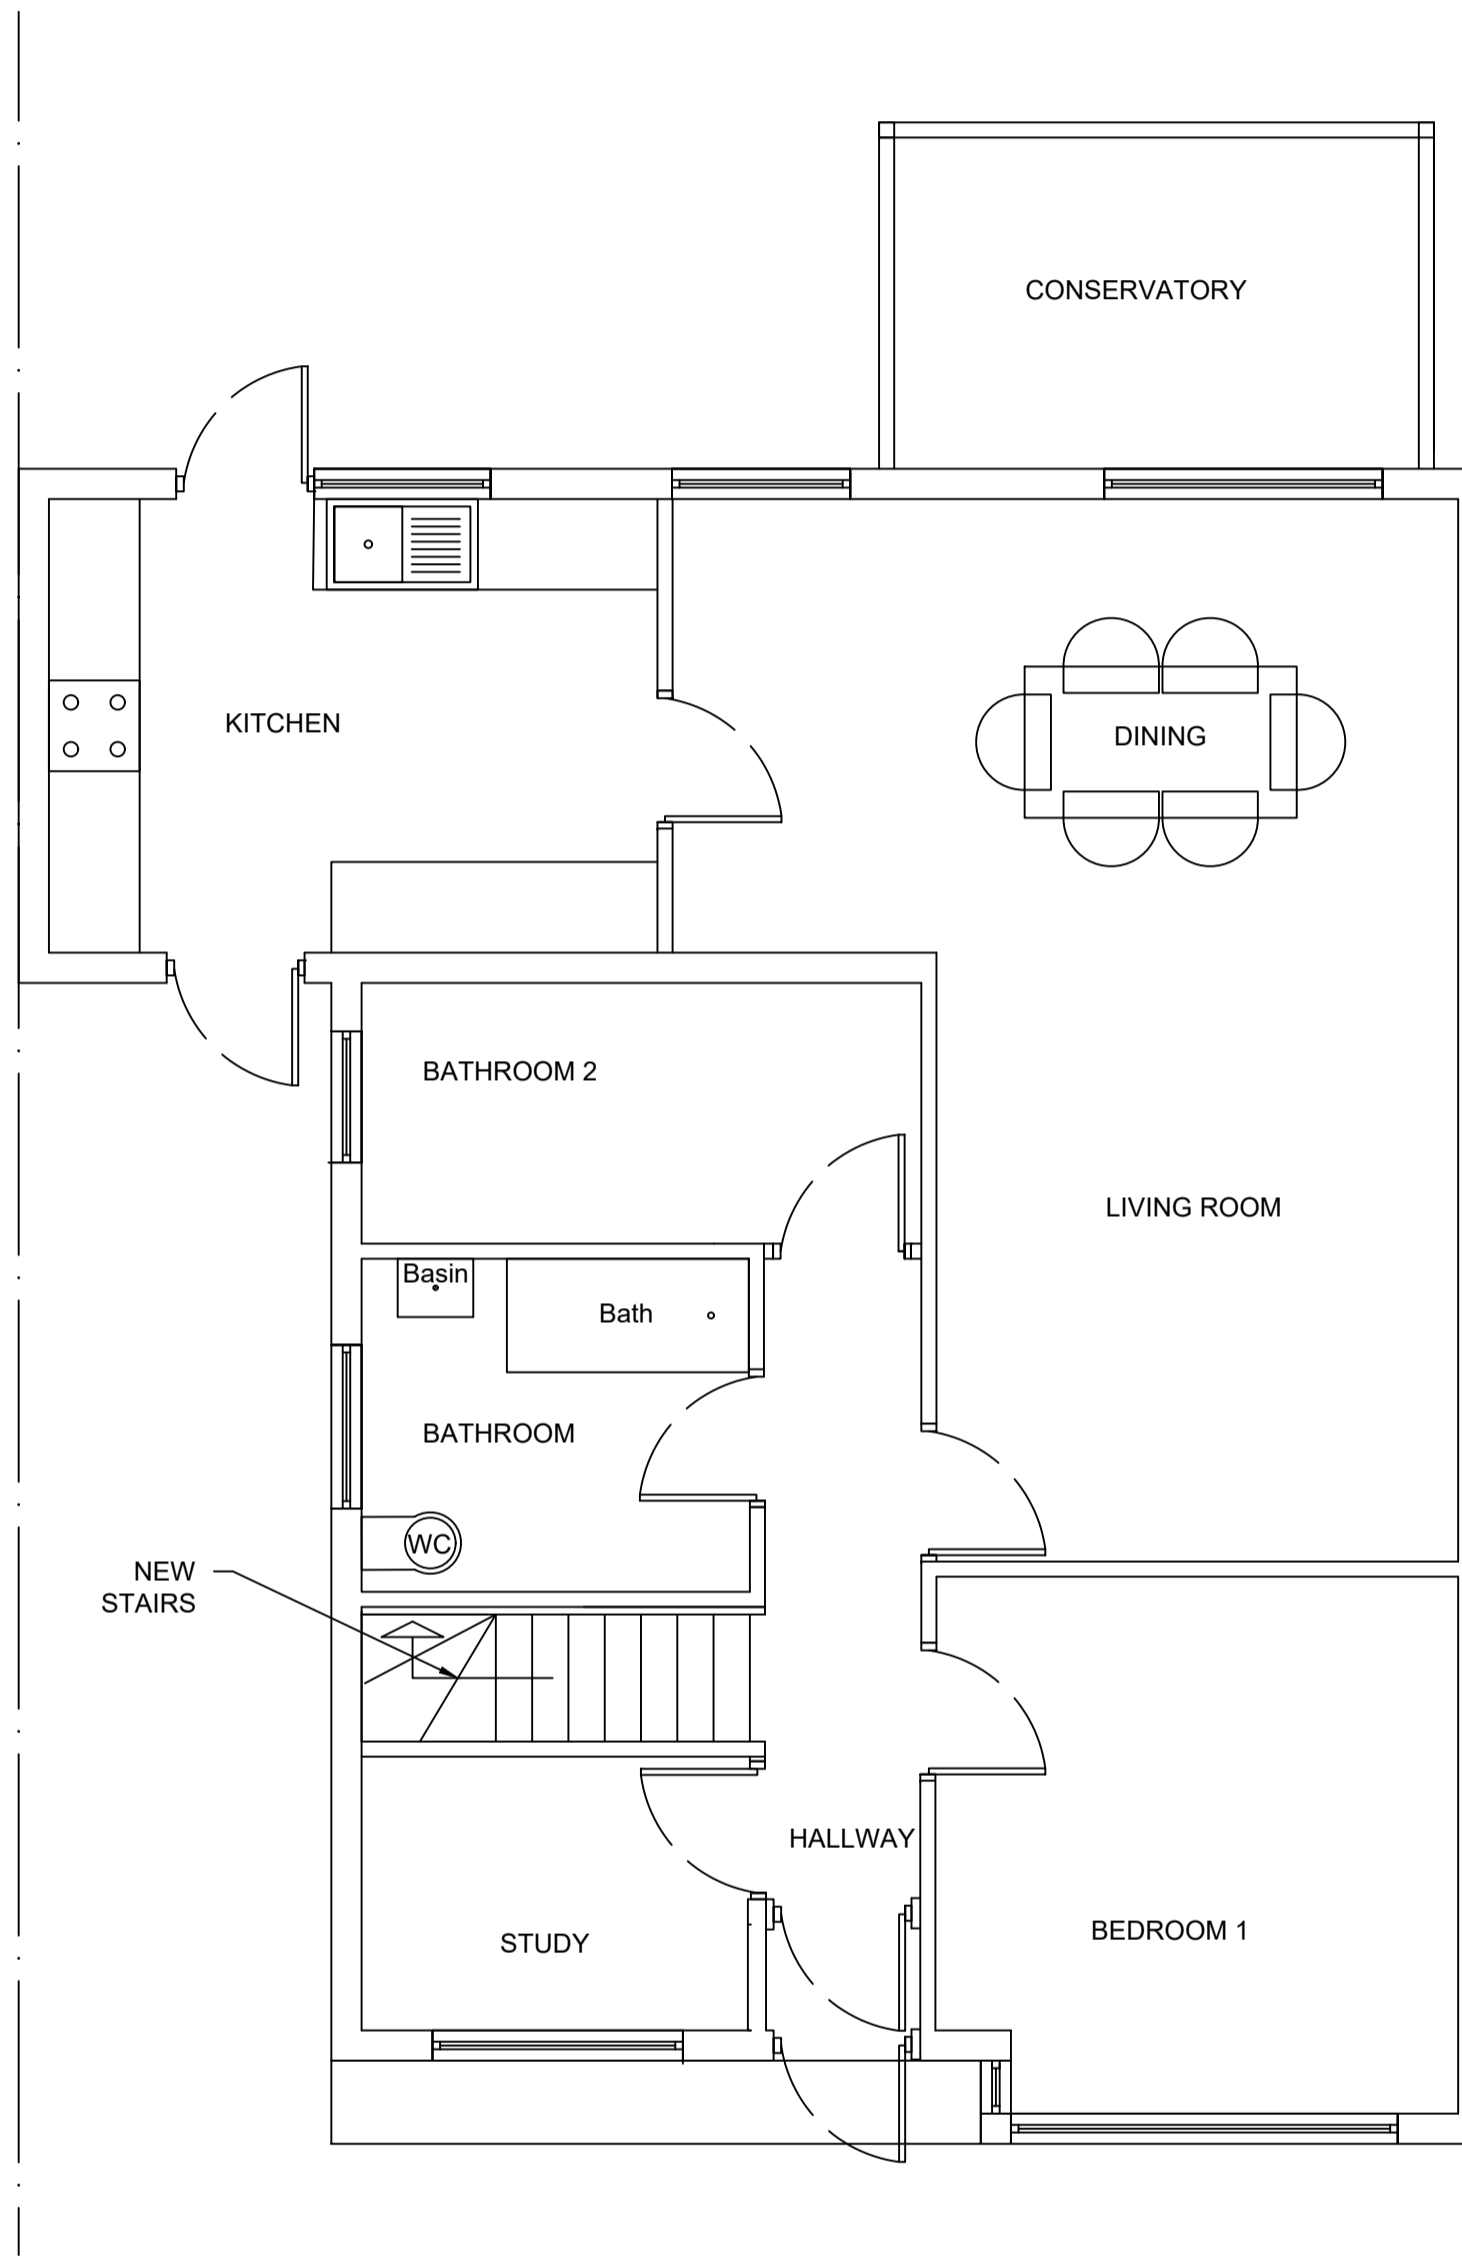 CONSERVATORY
KITCHEN
DINING
BATHROOM 2
LIVING ROOM
Basin
Bath
BATHROOM
WC
NEW
STAIRS
HALLWAY
BEDROOM 1
STUDY